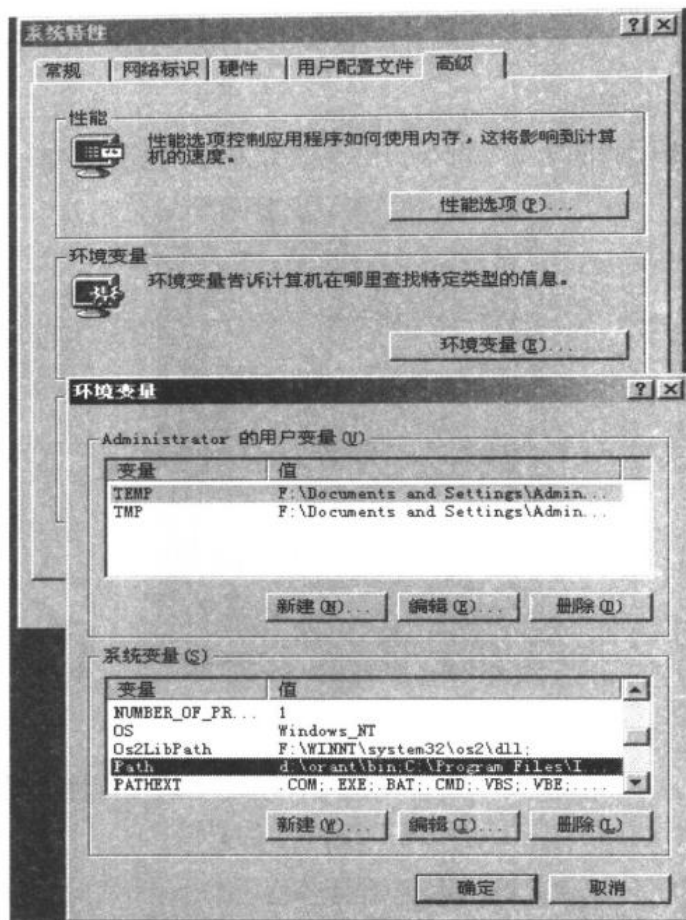 系统特性
常规 网络标识 硬件 用户配置文件 高级
性能
性能选项控制应用程序如何使用内存，这将影响到计算
机的速度。
性能选项(P)...
环境变量
环境变量告诉计算机在哪里查找特定类型的信息。
环境变量(E)...
环境变量
Administrator 的用户变量(U)
变量 值
TEMP F:\Documents and Settings\Admin...
TMP F:\Documents and Settings\Admin...
新建(N)... 编辑(E)... 删除(D)
系统变量(S)
变量 值
NUMBER_OF_PR... 1
OS Windows_NT
Os2LibPath F:\WINNT\system32\os2\dll;
Path d:\orant\bin;C:\Program Files\I...
PATHEXT .COM;.EXE;.BAT;.CMD;.VBS;.VBE;....
新建(W)... 编辑(I)... 删除(L)
确定 取消